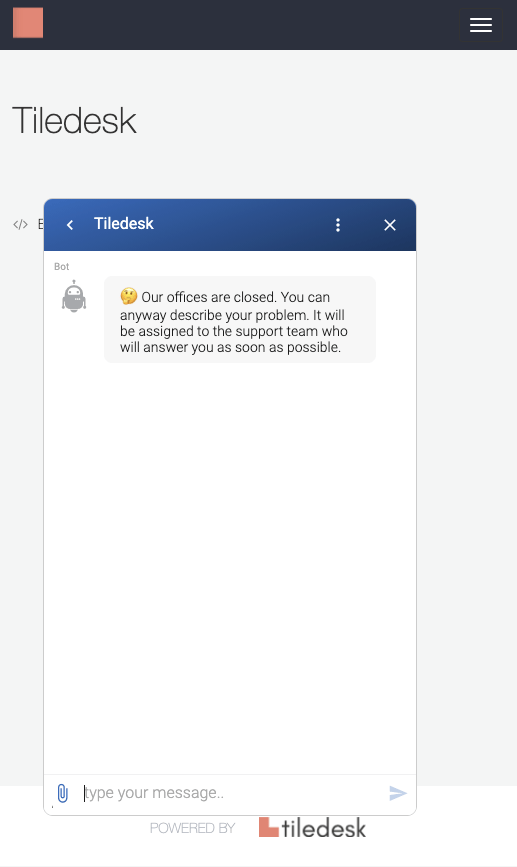 Tiledesk
Tiledesk
Bot
🤔 Our offices are closed. You can
anyway describe your problem. It will
be assigned to the support team who
will answer you as soon as possible.
type your message..
POWERED BY tiledesk